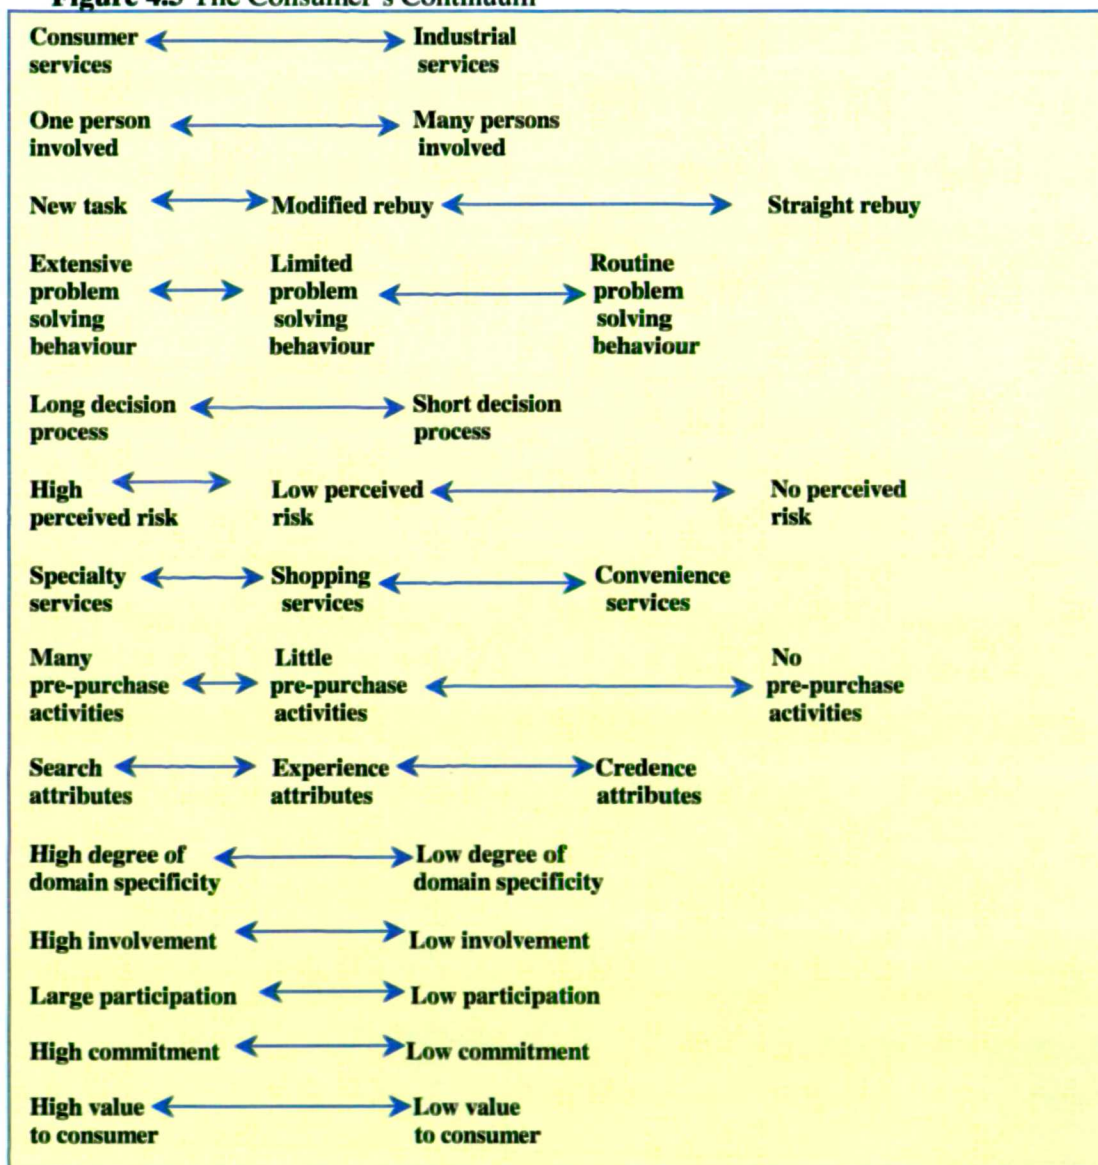 Figure 4.3 The Consumer's Continuum
Consumer services Industrial services
One person involved Many persons involved
New task Modified rebuy Straight rebuy
Extensive problem solving behaviour Limited problem solving behaviour Routine problem solving behaviour
Long decision process Short decision process
High perceived risk Low perceived risk No perceived risk
Specialty services Shopping services Convenience services
Many pre-purchase activities Little pre-purchase activities No pre-purchase activities
Search attributes Experience attributes Credence attributes
High degree of domain specificity Low degree of domain specificity
High involvement Low involvement
Large participation Low participation
High commitment Low commitment
High value to consumer Low value to consumer